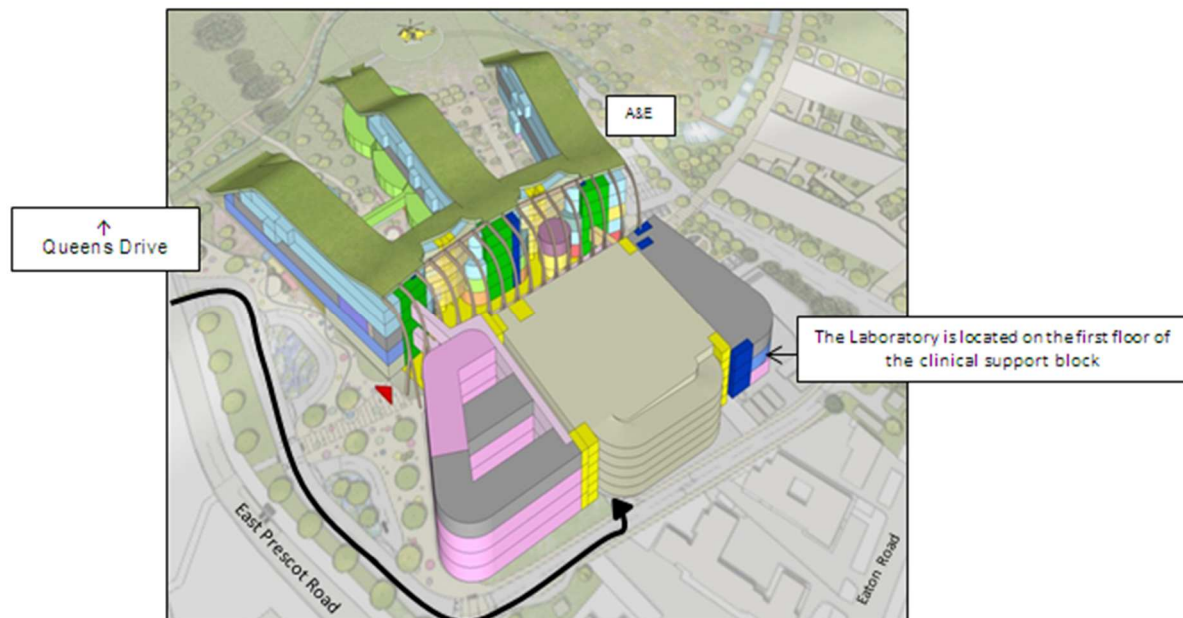 A&E
↑
Queens Drive
The Laboratory is located on the first floor of
the clinical support block
East Prescot Road
Eaton Road